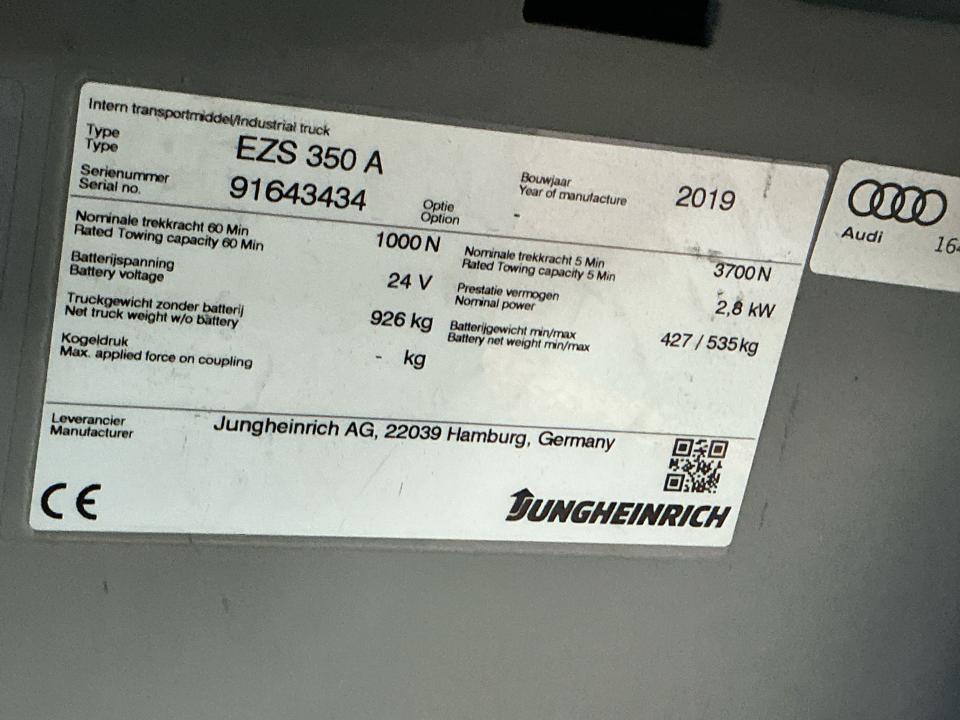 Intern transportmiddel/Industrial truck
Type
Type
EZS 350 A
Serienummer
Serial no.
91643434
Optie
Option
-
Bouwjaar
Year of manufacture
2019
Nominale trekkracht 60 Min
Rated Towing capacity 60 Min
1000 N
Nominale trekkracht 5 Min
Rated Towing capacity 5 Min
3700 N
Batterijspanning
Battery voltage
24 V
Prestatie vermogen
Nominal power
2,8 kW
Truckgewicht zonder batterij
Net truck weight w/o battery
926 kg
Batterijgewicht min/max
Battery net weight min/max
427 / 535 kg
Kogeldruk
Max. applied force on coupling
- kg
Leverancier
Manufacturer
Jungheinrich AG, 22039 Hamburg, Germany
CE
JUNGHEINRICH
Audi